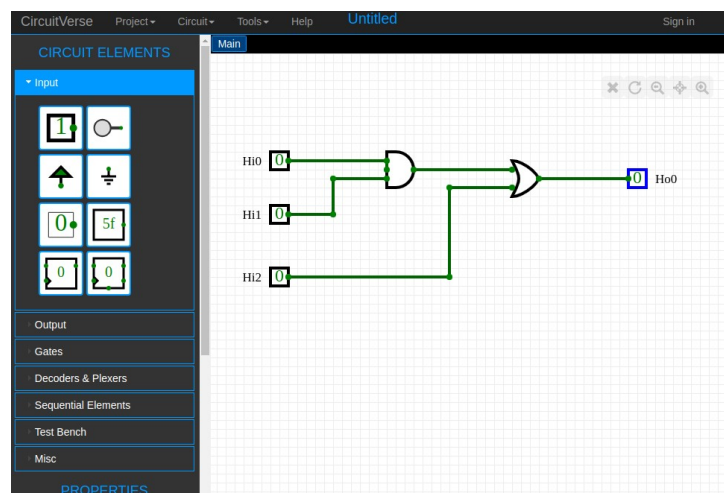 CircuitVerse Project Circuit Tools Help Untitled Sign in
CIRCUIT ELEMENTS
Main
Input
1
0 5f
0 0
Output
Gates
Decoders & Plexers
Sequential Elements
Test Bench
Misc
PROPERTIES
Hi0 0
Hi1 0
Hi2 0
0 Ho0